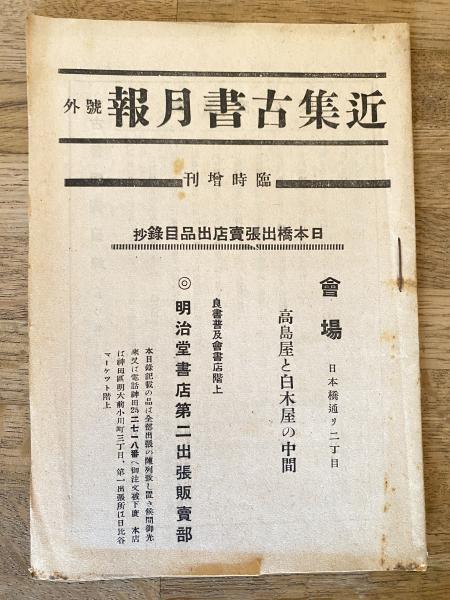 近集古書月報 號外
臨時增刊
日本橋出張賣店出品目錄抄
會場 日本橋通リ二丁目
高島屋と白木屋の中間
良書普及會書店階上
◎明治堂書店第二出張販賣部
本目錄記載の品は全部出張の陳列致し置き候間御光
來又は電話神田25二七一八番へ御注文被下度 本店
は神田區明大前小川町三丁目、第一出張所は日比谷
マーケツト階上